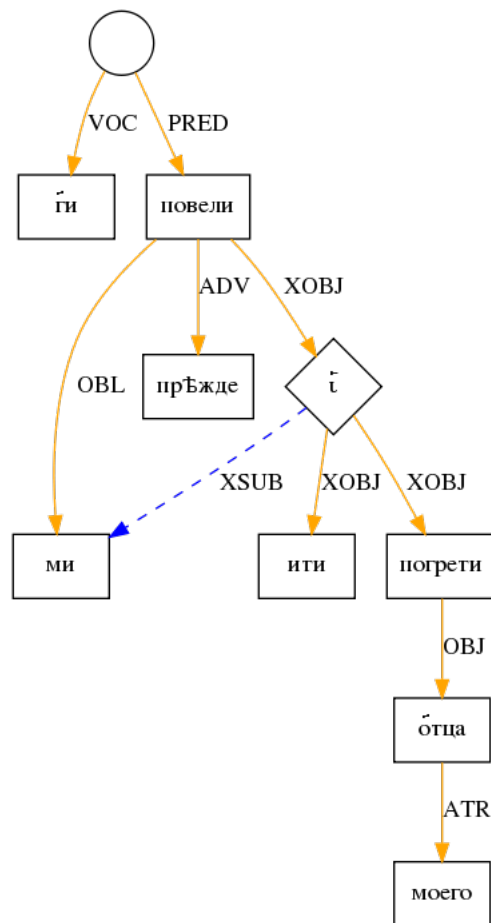 VOC PRED
г҃и повели
ADV XOBJ
прѣжде ꙇ҃
OBL
XSUB XOBJ XOBJ
ми ити погрети
OBJ
о҃тца
ATR
моего